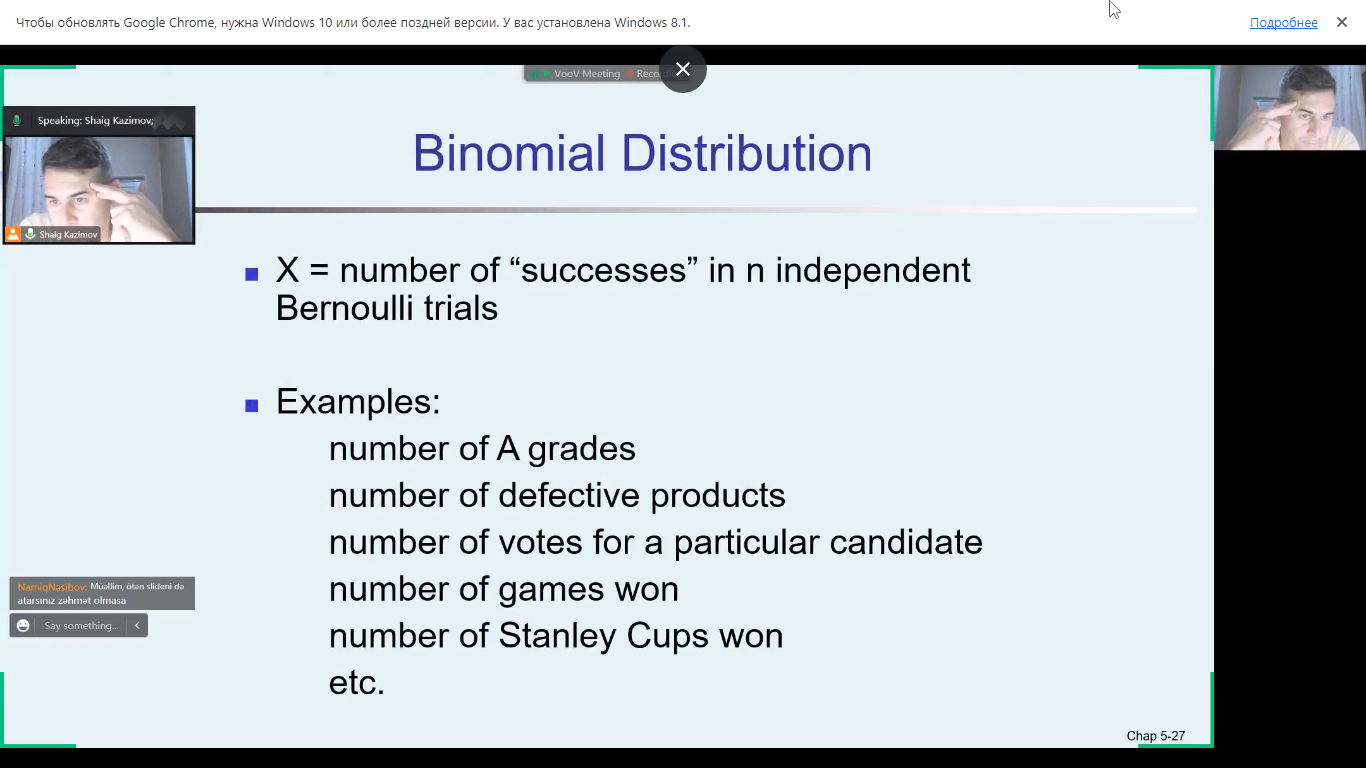 Чтобы обновлять Google Chrome, нужна Windows 10 или более поздней версии. У вас установлена Windows 8.1.
Подробнее
VooV Meeting
Speaking: Shaig Kazimov;
Shaig Kazimov
Binomial Distribution
X = number of “successes” in n independent
Bernoulli trials
Examples:
number of A grades
number of defective products
number of votes for a particular candidate
number of games won
number of Stanley Cups won
etc.
NamiqNəsibov: Müəllim, ötən slideni də
atarsınız zəhmət olmasa
Say something...
Chap 5-27